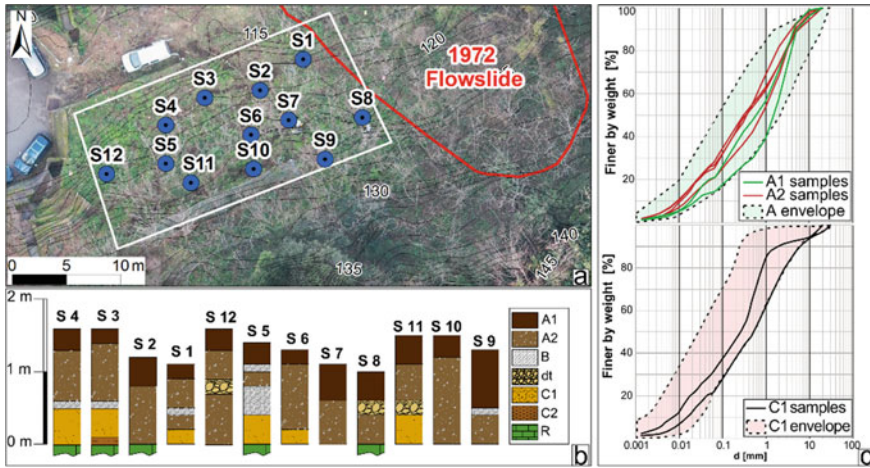 N
115
120
1972
Flowslide
S1
S2
S3
S7
S8
S4
S6
S5
S9
S12
S11
S10
130
135
140
145
0 5 10 m
a
2 m
1 m
0 m
S 4
S 3
S 2
S 1
S 12
S 5
S 6
S 7
S 8
S 11
S 10
S 9
A1
A2
B
dt
C1
C2
R
b
Finer by weight [%]
100
80
60
40
20
A1 samples
A2 samples
A envelope
Finer by weight [%]
80
60
40
20
C1 samples
C1 envelope
0.001 0.01 0.1 1 10 100
d [mm]
c